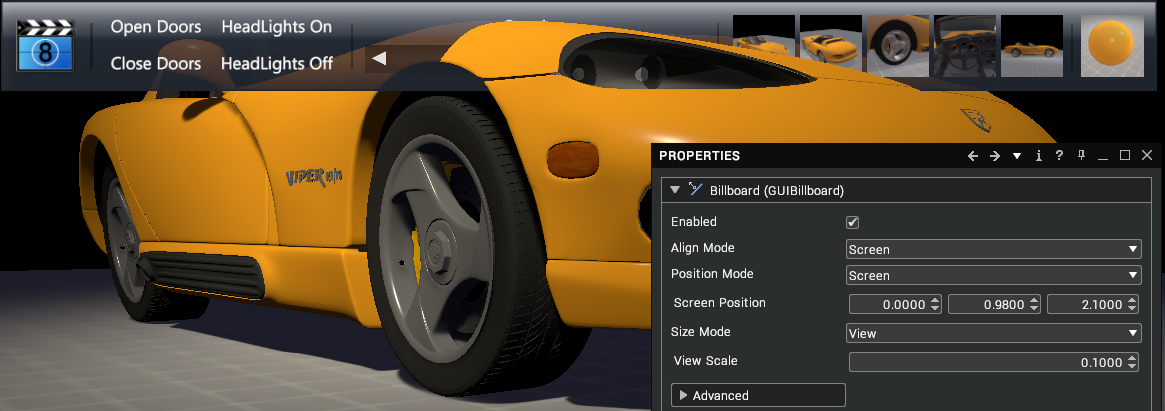 8
Open Doors HeadLights On
Close Doors HeadLights Off
VIPER
PROPERTIES
Billboard (GUIBillboard)
Enabled
Align Mode Screen
Position Mode Screen
Screen Position 0.0000 0.9800 2.1000
Size Mode View
View Scale 0.1000
Advanced